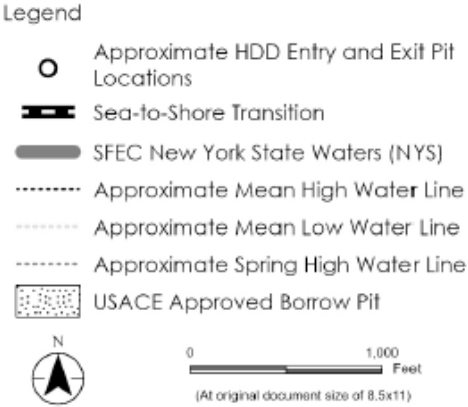 Legend
Approximate HDD Entry and Exit Pit
Locations
Sea-to-Shore Transition
SFEC New York State Waters (NYS)
Approximate Mean High Water Line
Approximate Mean Low Water Line
Approximate Spring High Water Line
USACE Approved Borrow Pit
N
0 1,000
Feet
(At original document size of 8.5x11)